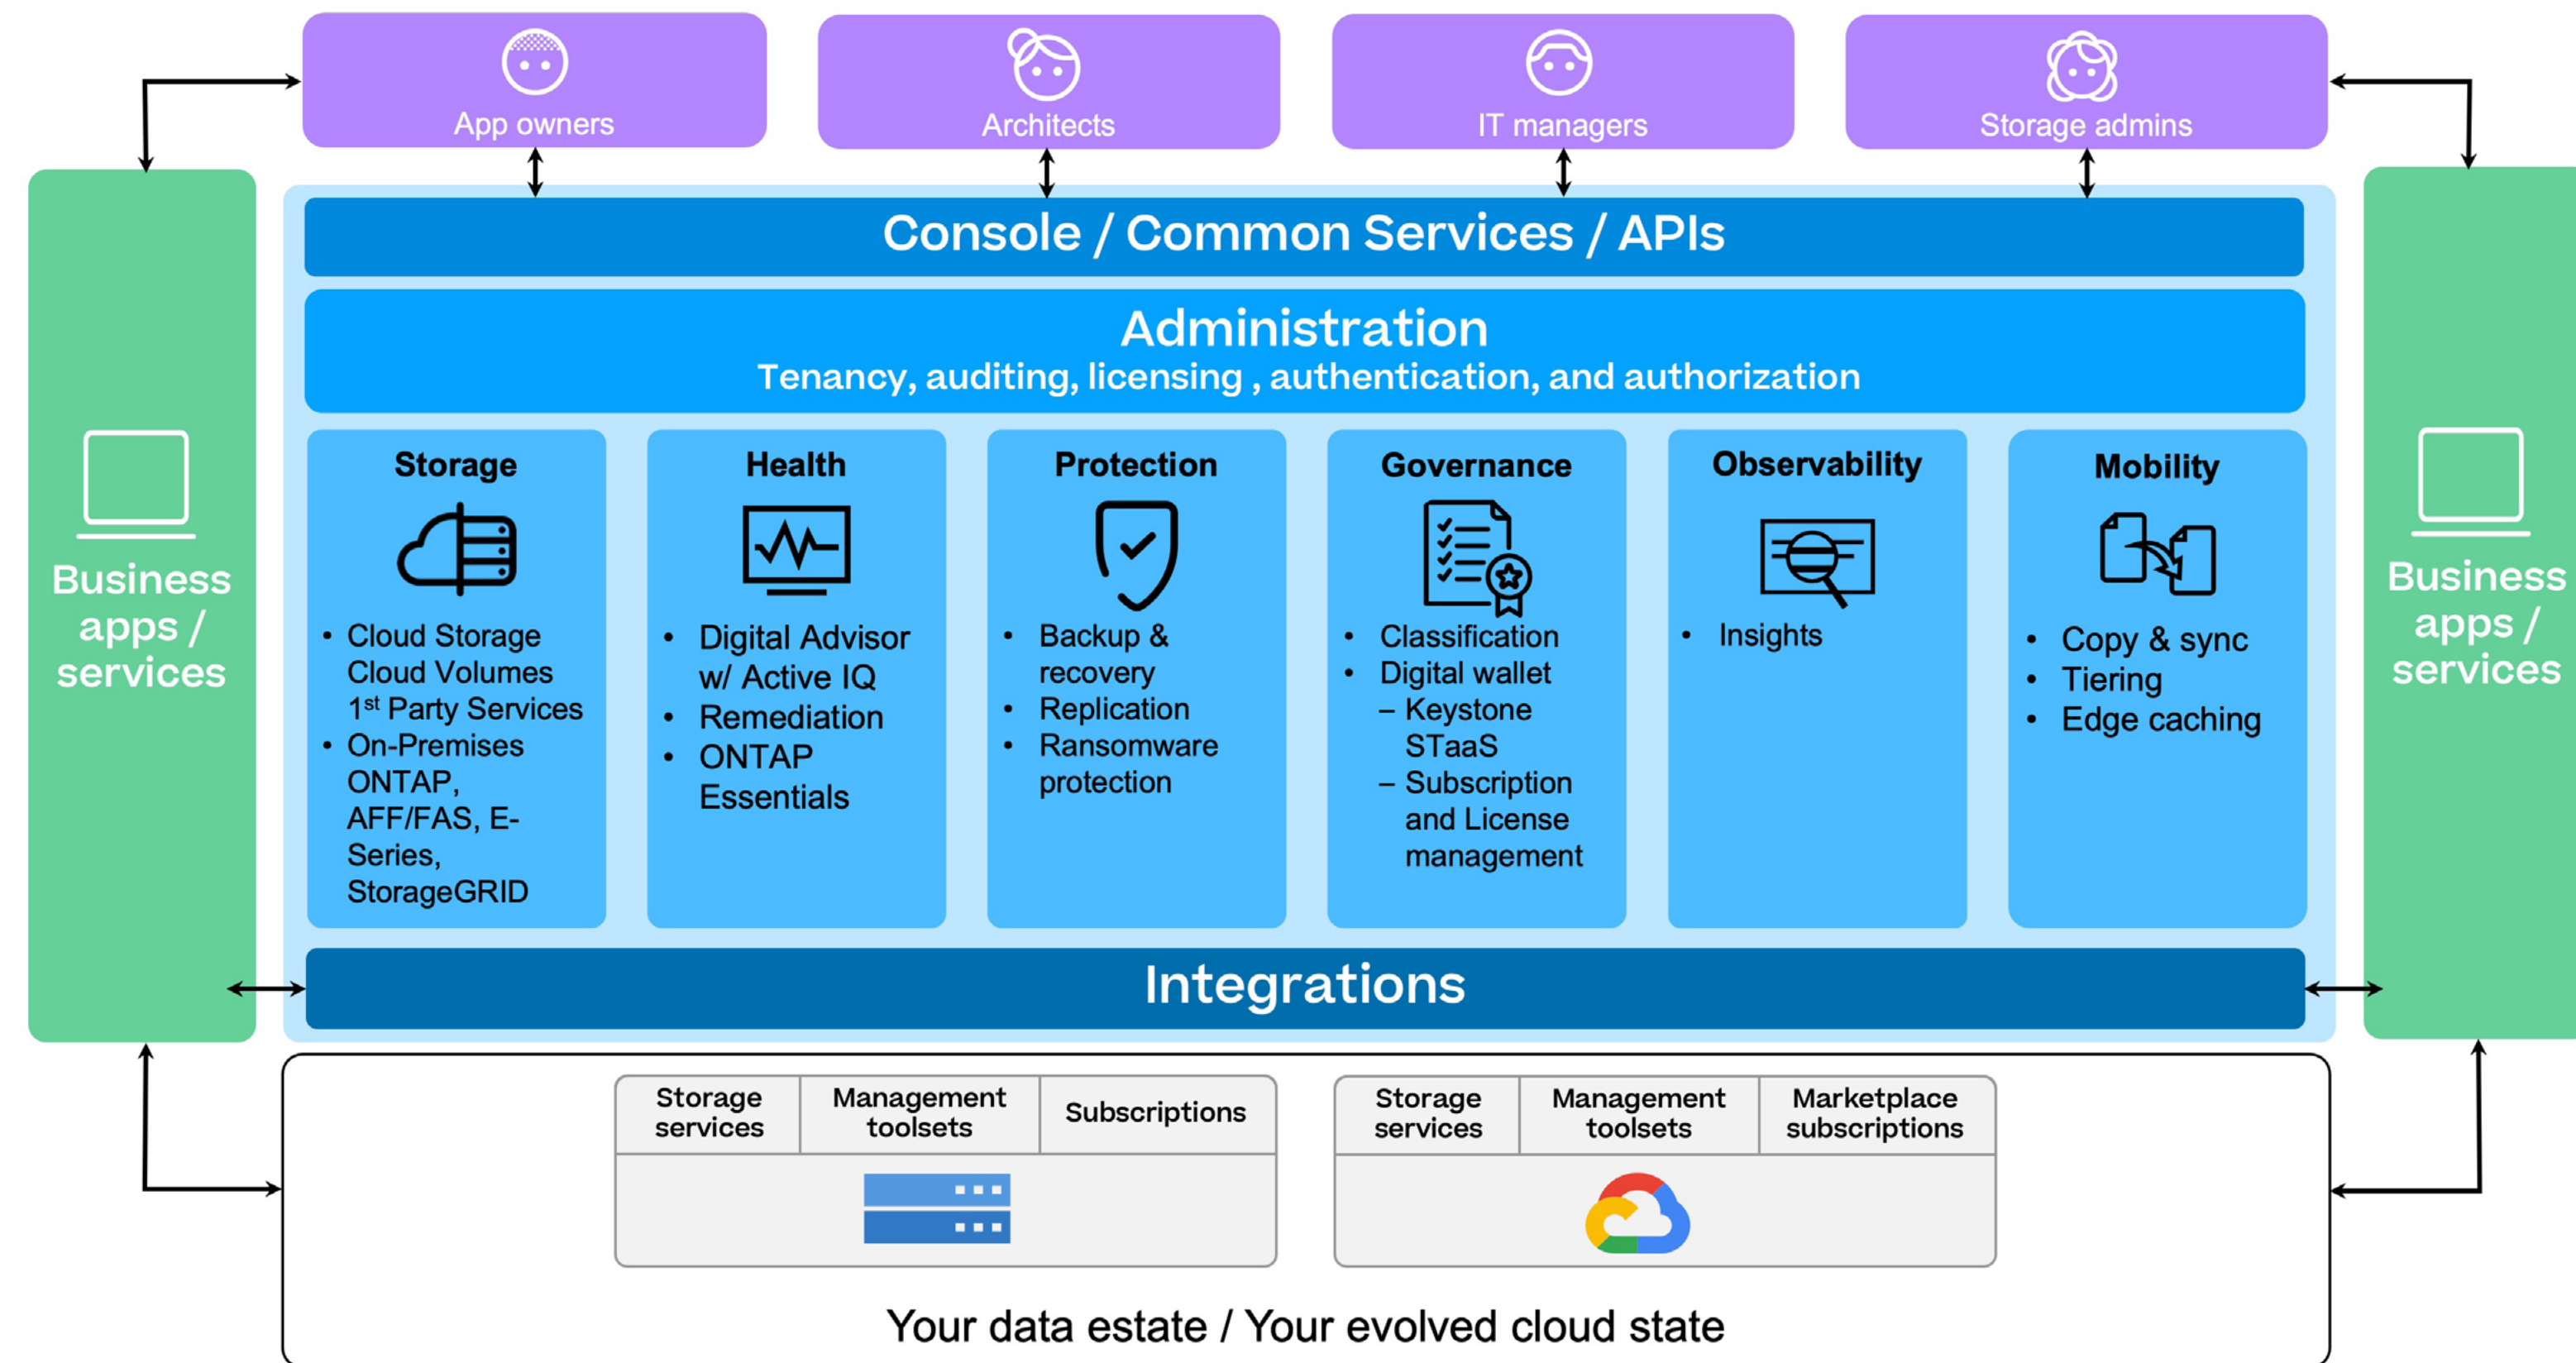 App owners
Architects
IT managers
Storage admins
Console / Common Services / APIs
Administration
Tenancy, auditing, licensing , authentication, and authorization
Business
apps /
services
Storage
• Cloud Storage
Cloud Volumes
1st Party Services
• On-Premises
ONTAP,
AFF/FAS, E-
Series,
StorageGRID
Health
• Digital Advisor
w/ Active IQ
• Remediation
• ONTAP
Essentials
Protection
• Backup &
recovery
• Replication
• Ransomware
protection
Governance
• Classification
• Digital wallet
– Keystone
STaaS
– Subscription
and License
management
Observability
• Insights
Mobility
• Copy & sync
• Tiering
• Edge caching
Business
apps /
services
Integrations
Storage
services
Management
toolsets
Subscriptions
Storage
services
Management
toolsets
Marketplace
subscriptions
Your data estate / Your evolved cloud state